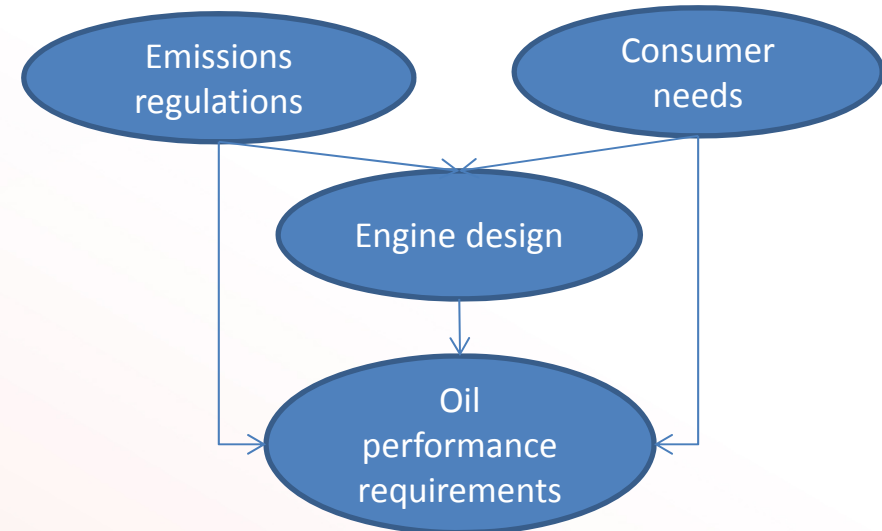 Emissions
regulations
Consumer
needs
Engine design
Oil
performance
requirements